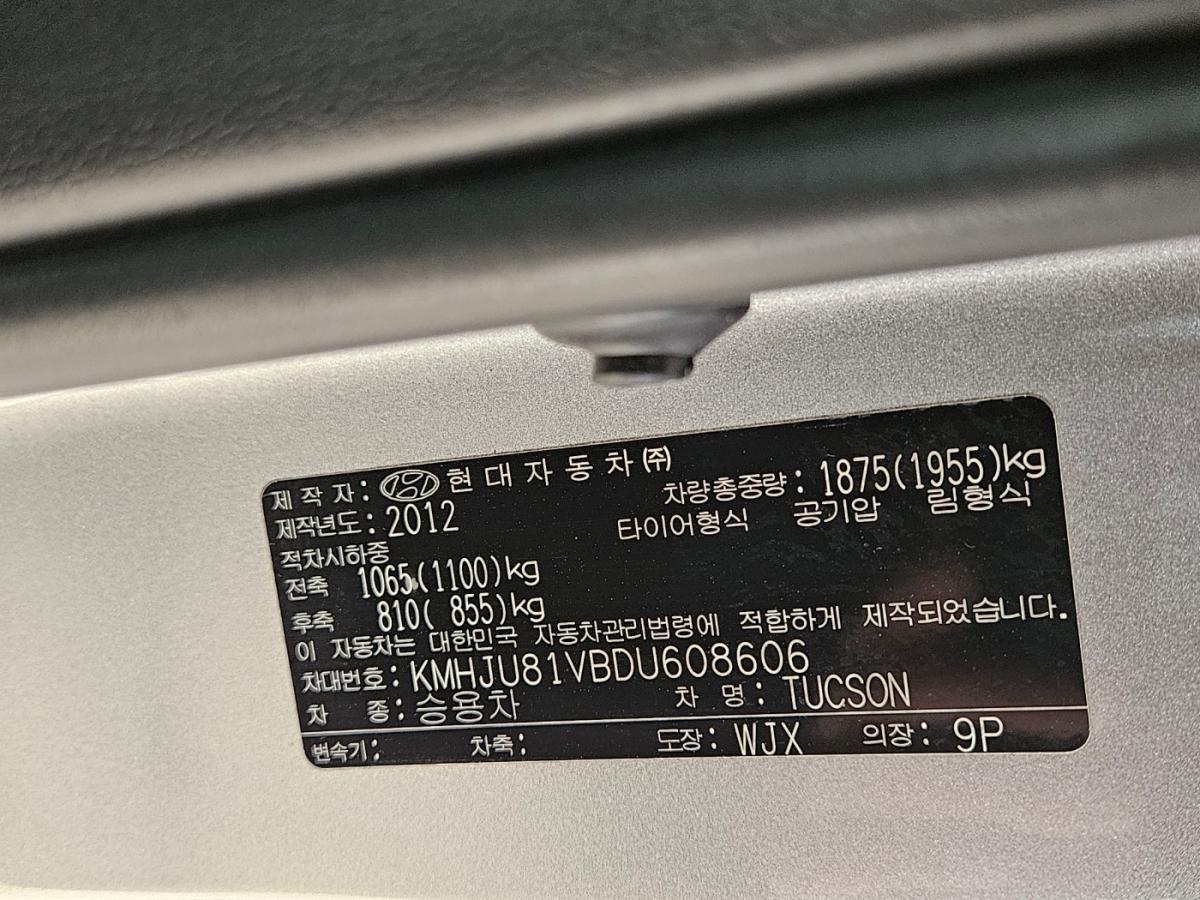 제 작 자 : 현 대 자 동 차 ㈜
제작년도 : 2012
차량총중량 : 1875(1955)kg
타이어형식 공기압 림형식
적차시하중
전축 1065(1100)kg
후축 810( 855)kg
이 자동차는 대한민국 자동차관리법령에 적합하게 제작되었습니다.
차대번호 : KMHJU81VBDU608606
차 종 : 승용차 차 명 : TUCSON
변속기 : 차축 : 도장 : WJX 의장 : 9P